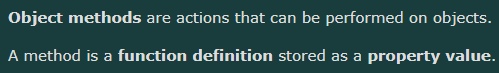 Object methods are actions that can be performed on objects.
A method is a function definition stored as a property value.